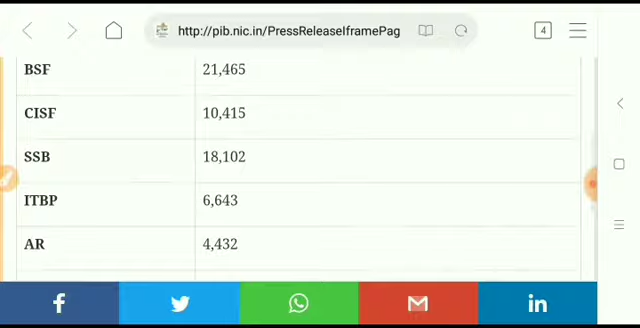 http://pib.nic.in/PressReleaseIframePag
4
BSF 21,465
CISF 10,415
SSB 18,102
ITBP 6,643
AR 4,432
f
in